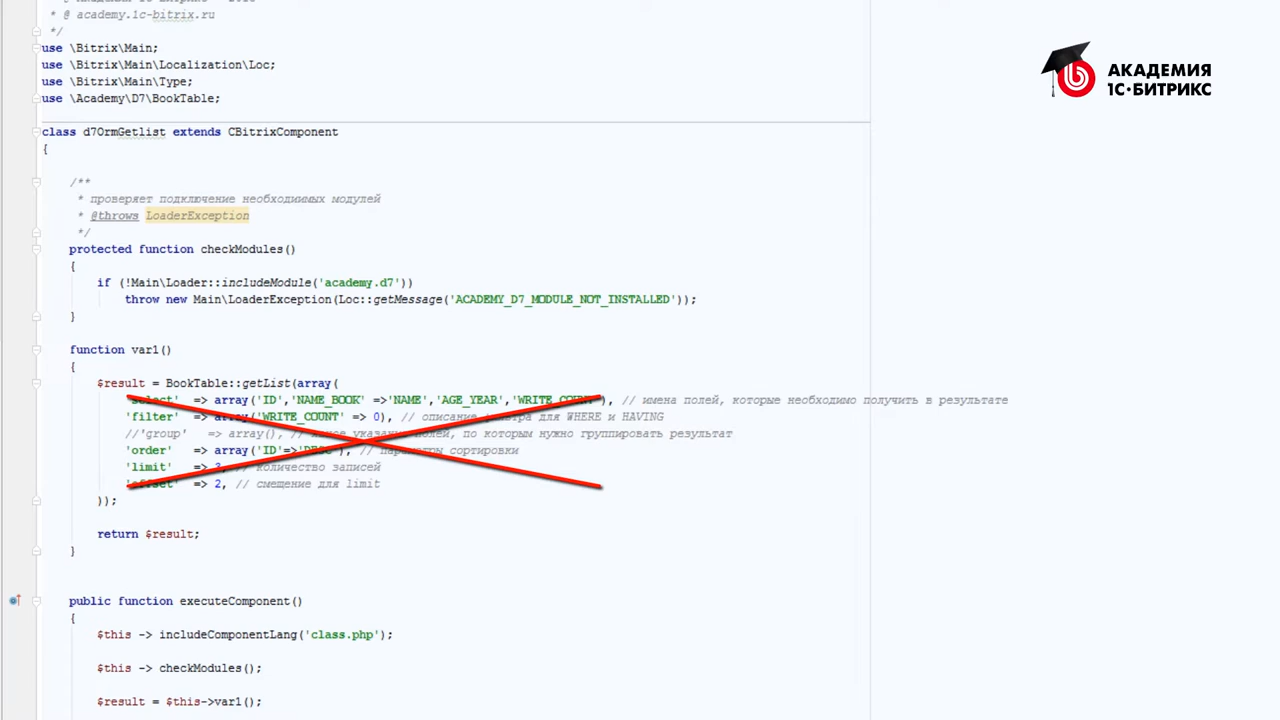 * @ academy.1c-bitrix.ru
*/
use \Bitrix\Main;
use \Bitrix\Main\Localization\Loc;
use \Bitrix\Main\Type;
use \Academy\D7\BookTable;
АКАДЕМИЯ
1С·БИТРИКС
class d7OrmGetlist extends CBitrixComponent
{
/**
* проверяет подключение необходиимых модулей
* @throws LoaderException
*/
protected function checkModules()
{
if (!Main\Loader::includeModule('academy.d7'))
throw new Main\LoaderException(Loc::getMessage('ACADEMY_D7_MODULE_NOT_INSTALLED'));
}
function var1()
{
$result = BookTable::getList(array(
'select' => array('ID','NAME_BOOK' =>'NAME','AGE_YEAR','WRITE_COUNT'), // имена полей, которые необходимо получить в результате
'filter' => array('WRITE_COUNT' => 0), // описание фильтра для WHERE и HAVING
//'group' => array(), // явное указание полей, по которым нужно группировать результат
'order' => array('ID'=>'DESC'), // параметры сортировки
'limit' => // количество записей
'offset' => 2, // смещение для limit
));
return $result;
}
public function executeComponent()
{
$this -> includeComponentLang('class.php');
$this -> checkModules();
$result = $this->var1();